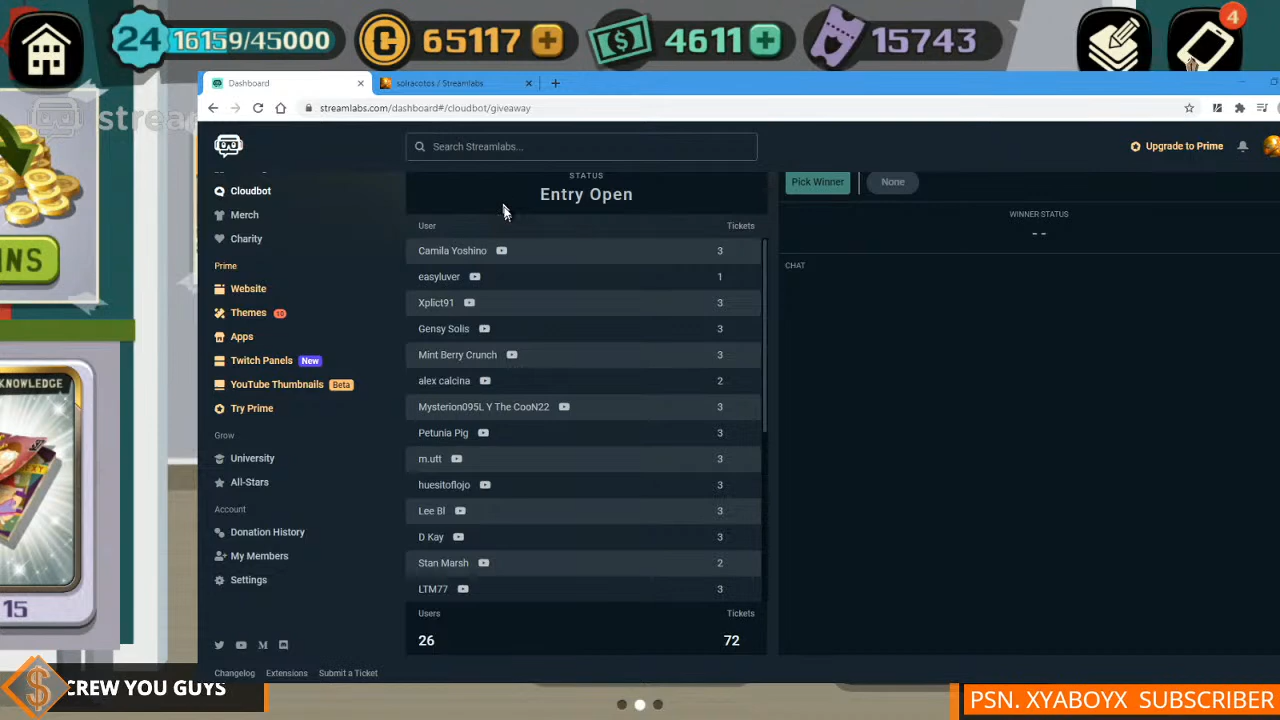 24 16159/45000 65117 4611 15743 4
Dashboard solracotos / Streamlabs
streamlabs.com/dashboard#/cloudbot/giveaway
Search Streamlabs...
Upgrade to Prime
Cloudbot
Merch
Charity
Prime
Website
Themes 10
Apps
Twitch Panels New
YouTube Thumbnails Beta
Try Prime
Grow
University
All-Stars
Account
Donation History
My Members
Settings
Changelog Extensions Submit a Ticket
STATUS
Entry Open
User Tickets
Camila Yoshino 3
easyluver 1
Xplict91 3
Gensy Solis 3
Mint Berry Crunch 3
alex calcina 2
Mysterion095L Y The CooN22 3
Petunia Pig 3
m.utt 3
huesitoflojo 3
Lee Bl 3
D Kay 3
Stan Marsh 2
LTM77 3
Users Tickets
26 72
Pick Winner None
WINNER STATUS
--
CHAT
strea
INS
KNOWLEDGE
15
CREW YOU GUYS
PSN. XYABOYX SUBSCRIBER